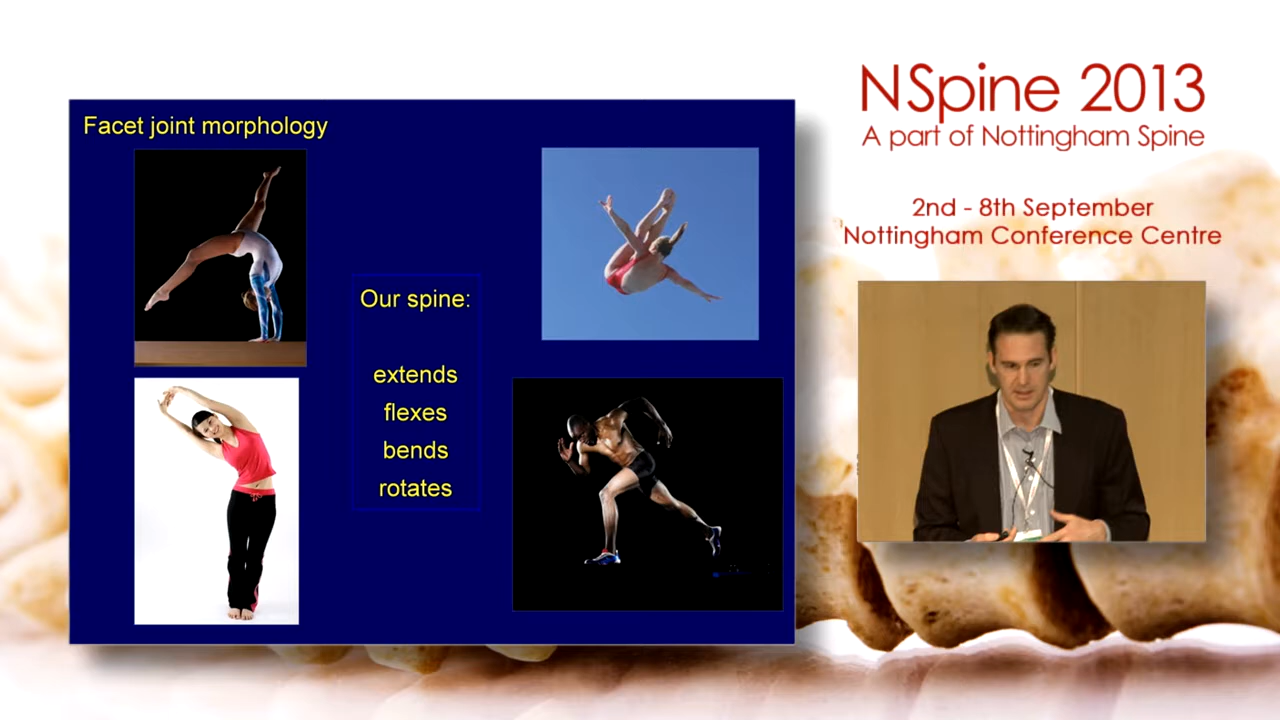 Facet joint morphology
Our spine:
extends
flexes
bends
rotates
NSpine 2013
A part of Nottingham Spine
2nd - 8th September
Nottingham Conference Centre